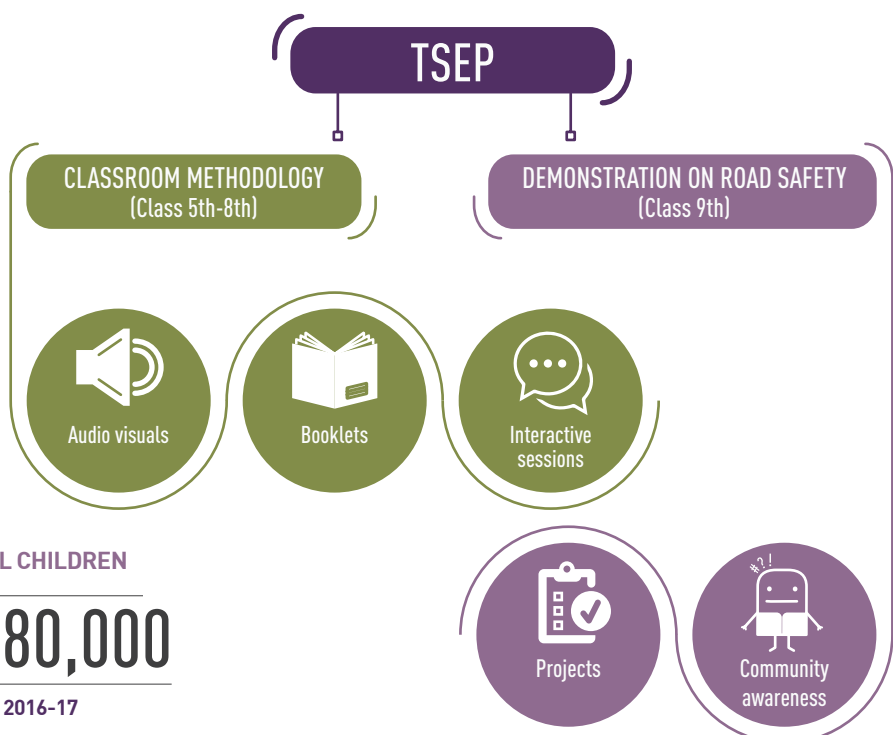 TSEP
CLASSROOM METHODOLOGY
(Class 5th-8th)
DEMONSTRATION ON ROAD SAFETY
(Class 9th)
Audio visuals
Booklets
Interactive
sessions
L CHILDREN
80,000
2016-17
#?!
Projects
Community
awareness